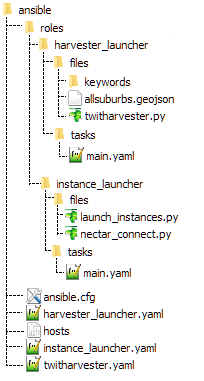 ansible
roles
harvester_launcher
files
keywords
allsuburbs.geojson
twitharvester.py
tasks
main.yaml
instance_launcher
files
launch_instances.py
nectar_connect.py
tasks
main.yaml
ansible.cfg
harvester_launcher.yaml
hosts
instance_launcher.yaml
twitharvester.yaml